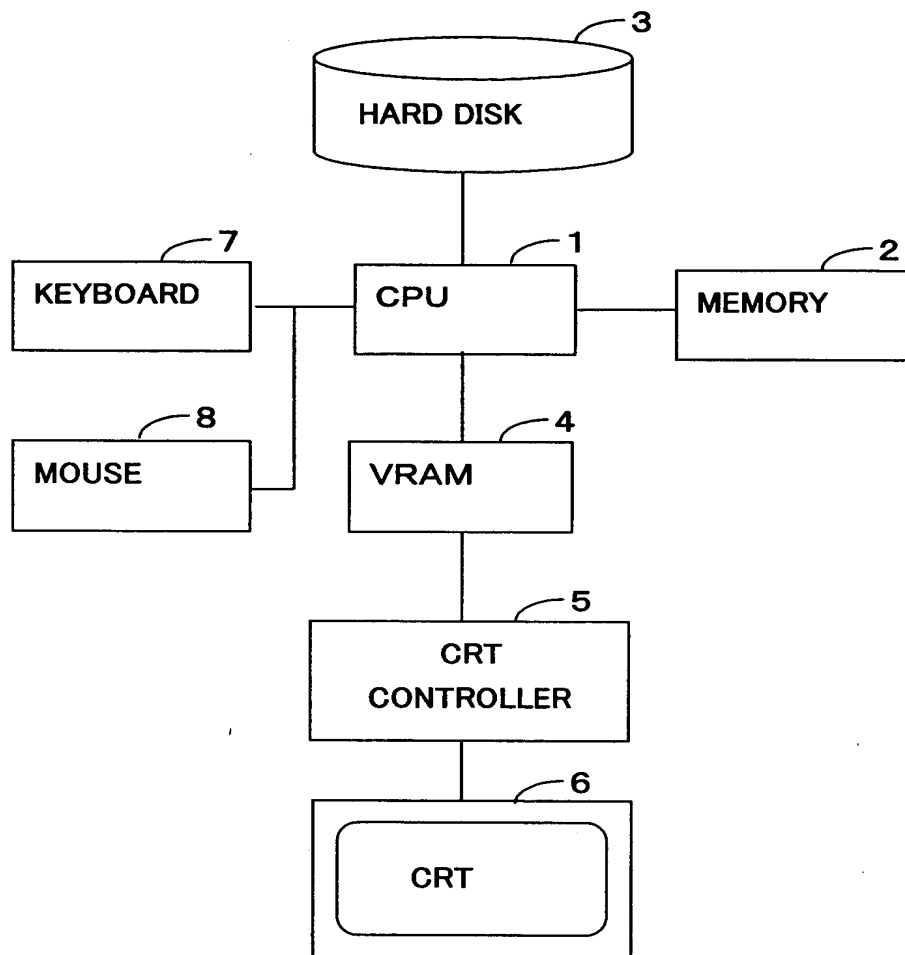 3
HARD DISK
7
1
2
KEYBOARD
CPU
MEMORY
8
4
MOUSE
VRAM
5
CRT
CONTROLLER
6
CRT